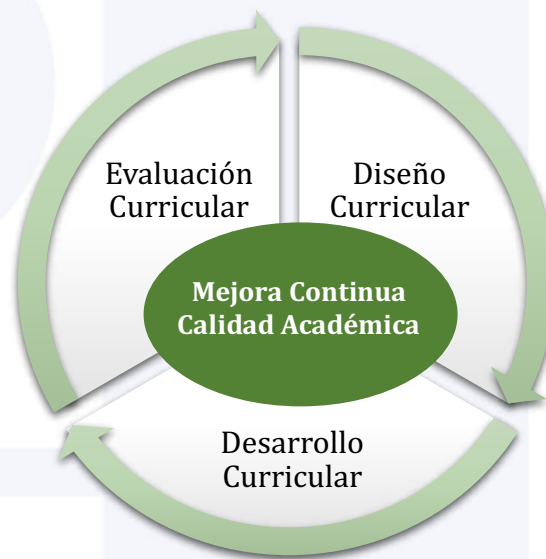 Evaluación
Curricular
Diseño
Curricular
Mejora Continua
Calidad Académica
Desarrollo
Curricular